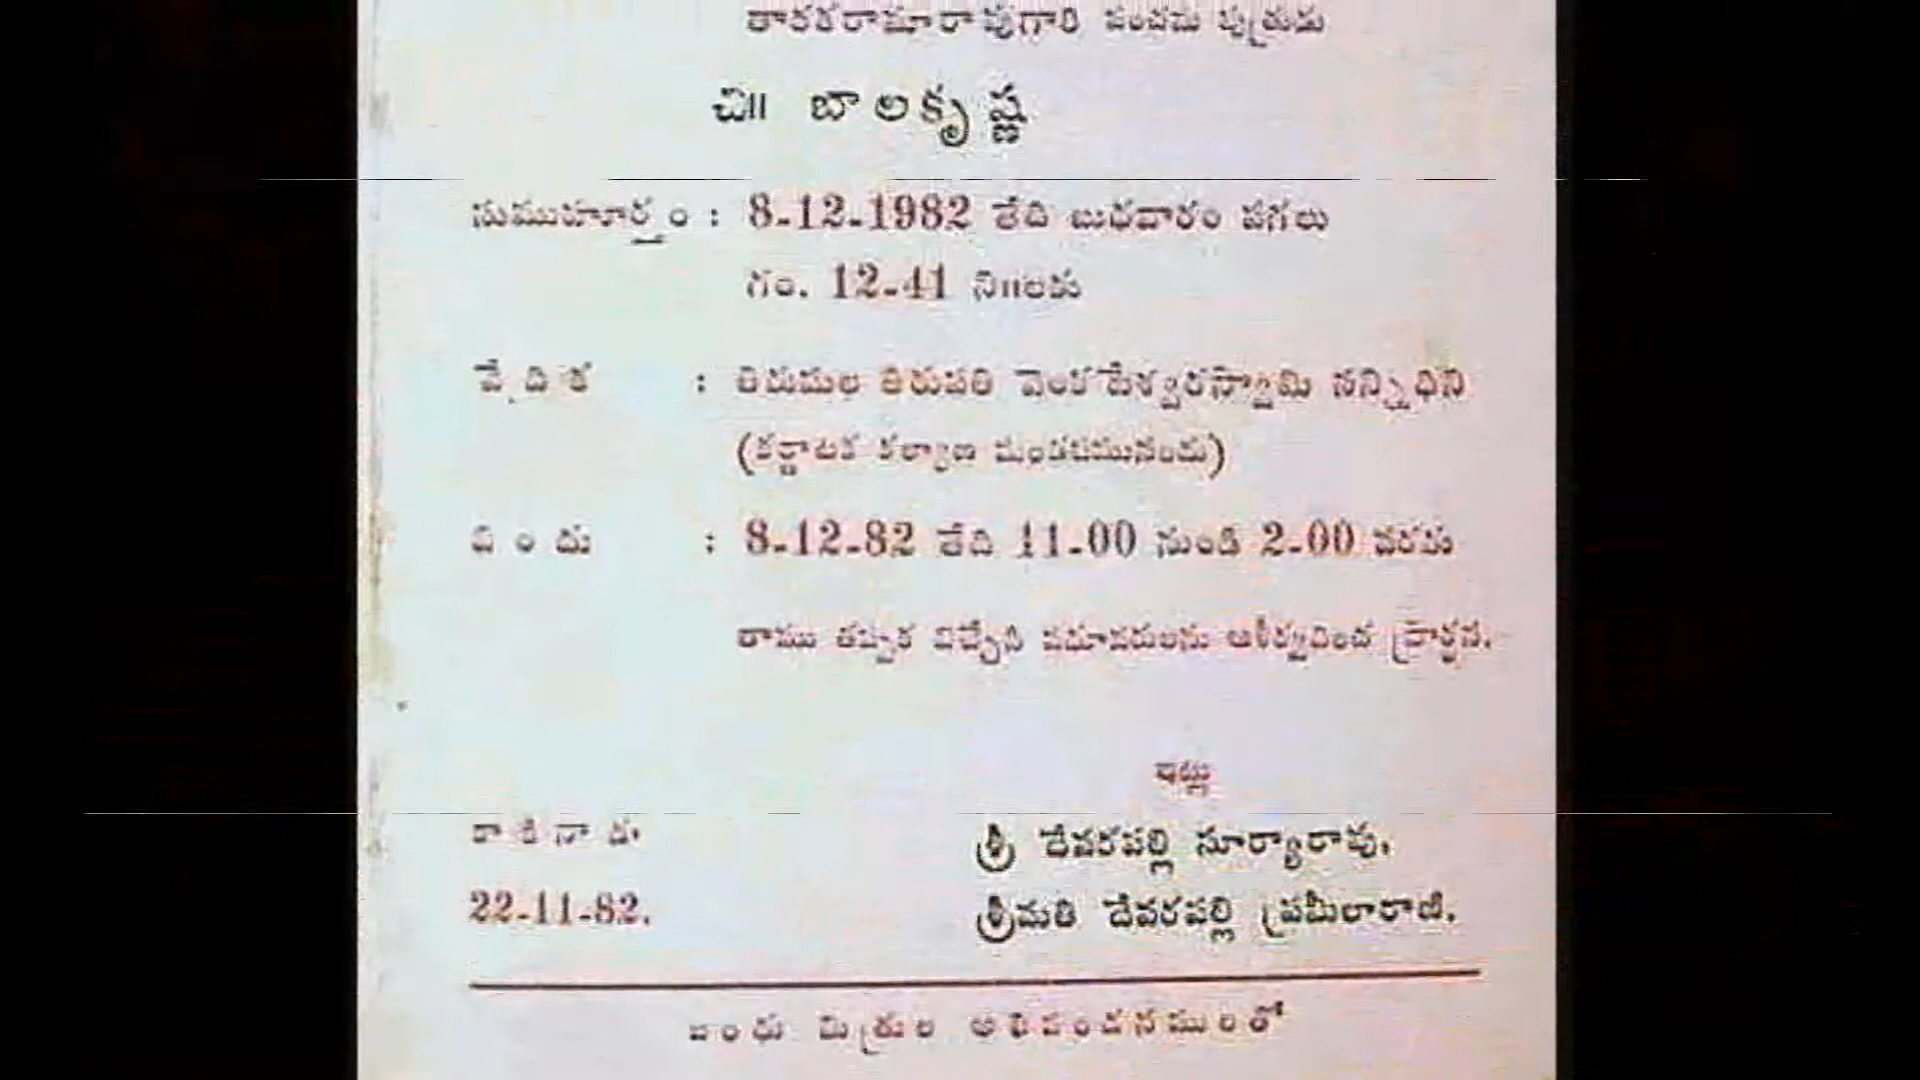 తారకరామారావుగారి పంచమ పుత్రుడు
చి॥ బాలకృష్ణ
సుముహూర్తం : 8-12-1982 తేది బుధవారం పగలు
గం. 12-41 ని॥లకు
వేదిక : తిరుమల తిరుపతి వెంకటేశ్వరస్వామి సన్నిధిని
(కర్ణాటక కల్యాణ మండపమునందు)
విందు : 8-12-82 తేది 11-00 నుండి 2-00 వరకు
తాము తప్పక విచ్చేసి వధూవరులను ఆశీర్వదించ ప్రార్థన.
ఇట్లు
కాకినాడ, శ్రీ దేవరపల్లి సూర్యారావు,
22-11-82. శ్రీమతి దేవరపల్లి ప్రమీలారాణి.
బంధు మిత్రుల అభినందనములతో